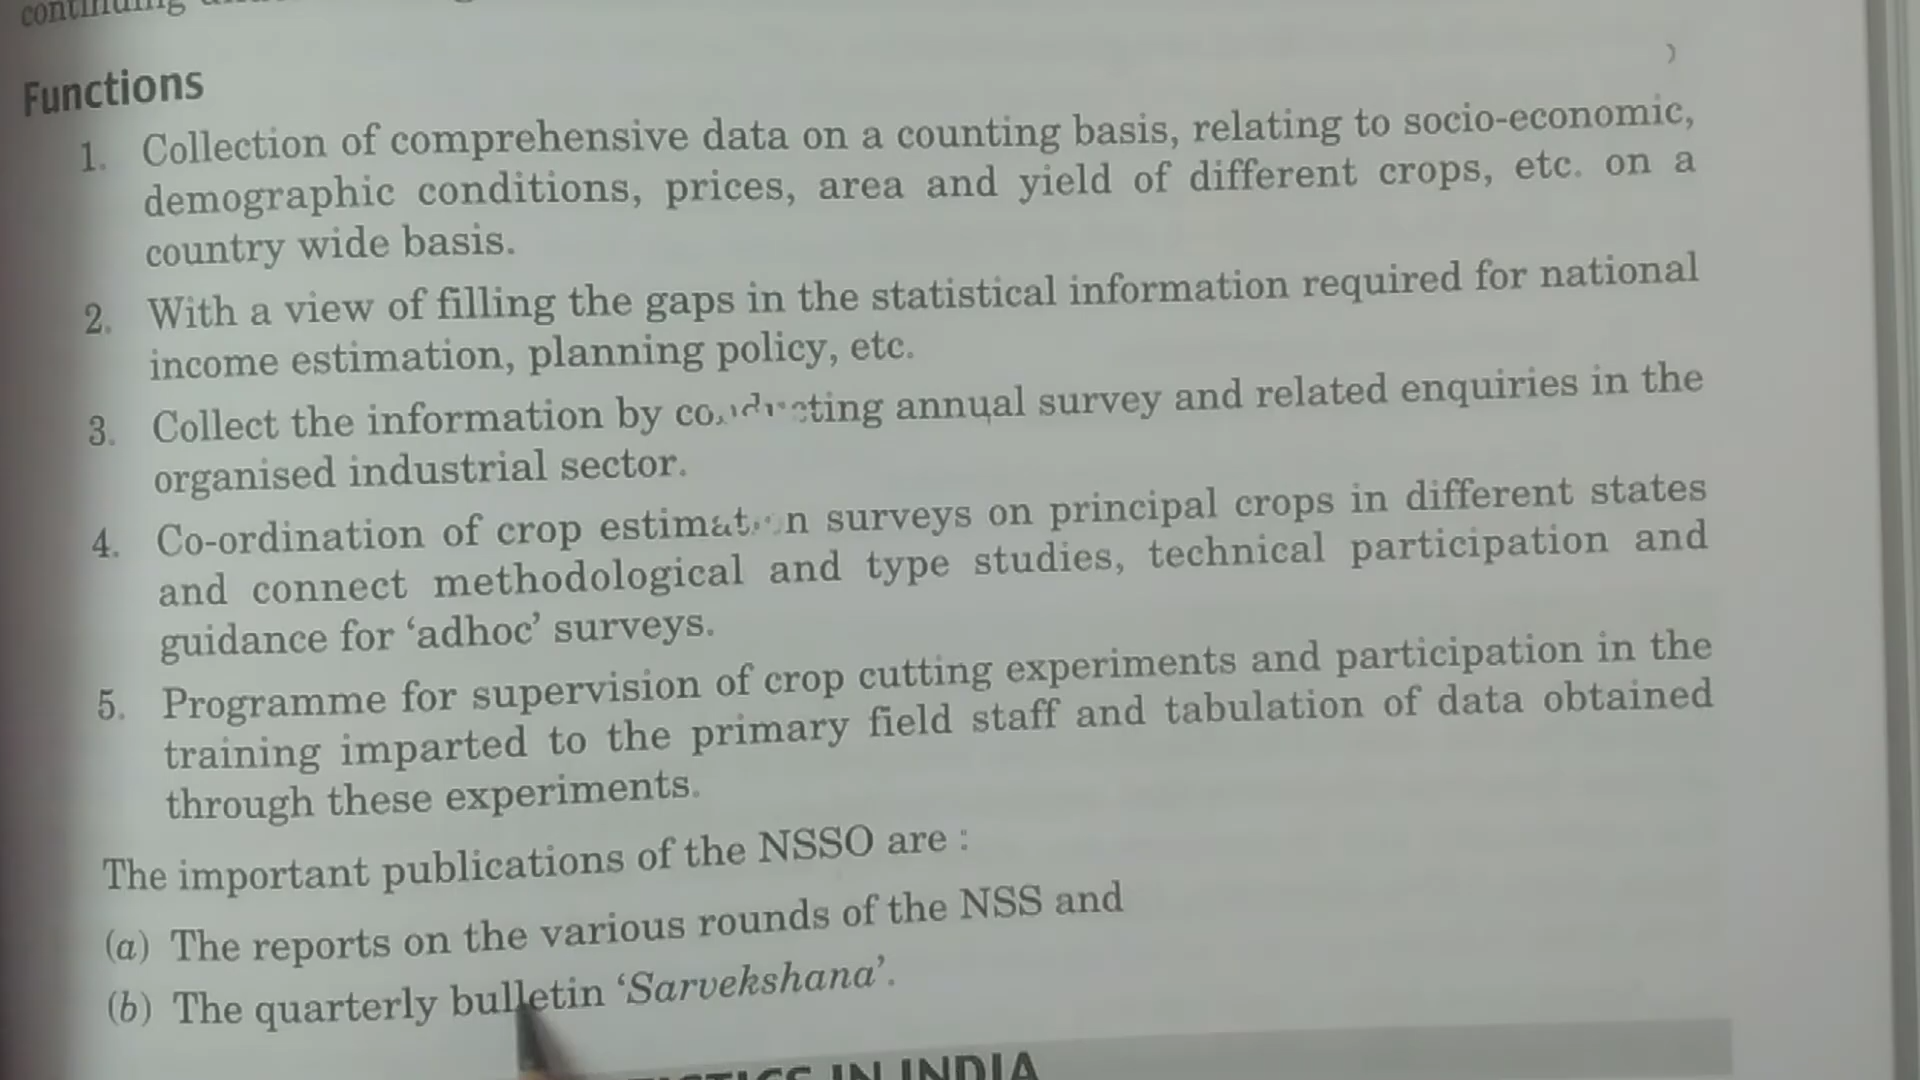 continuing
Functions
1. Collection of comprehensive data on a counting basis, relating to socio-economic,
demographic conditions, prices, area and yield of different crops, etc. on a
country wide basis.
2. With a view of filling the gaps in the statistical information required for national
income estimation, planning policy, etc.
3. Collect the information by conducting annual survey and related enquiries in the
organised industrial sector.
4. Co-ordination of crop estimation surveys on principal crops in different states
and connect methodological and type studies, technical participation and
guidance for ‘adhoc’ surveys.
5. Programme for supervision of crop cutting experiments and participation in the
training imparted to the primary field staff and tabulation of data obtained
through these experiments.
The important publications of the NSSO are :
(a) The reports on the various rounds of the NSS and
(b) The quarterly bulletin ‘Sarvekshana’.
IN INDIA